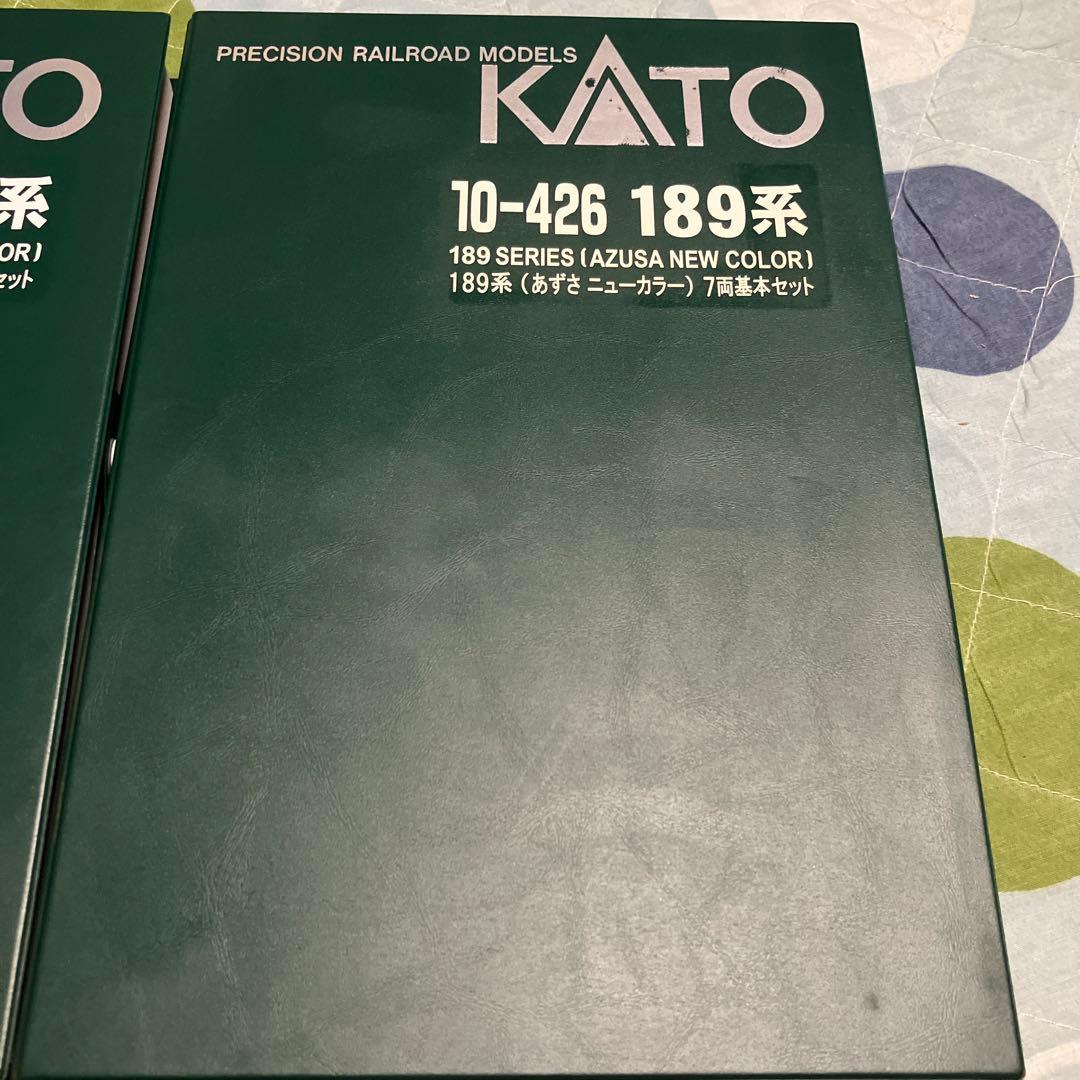 TO
系
OR)
セット
PRECISION RAILROAD MODELS
KATO
10-426 189系
189 SERIES (AZUSA NEW COLOR)
189系 (あずさ ニューカラー) 7両基本セット